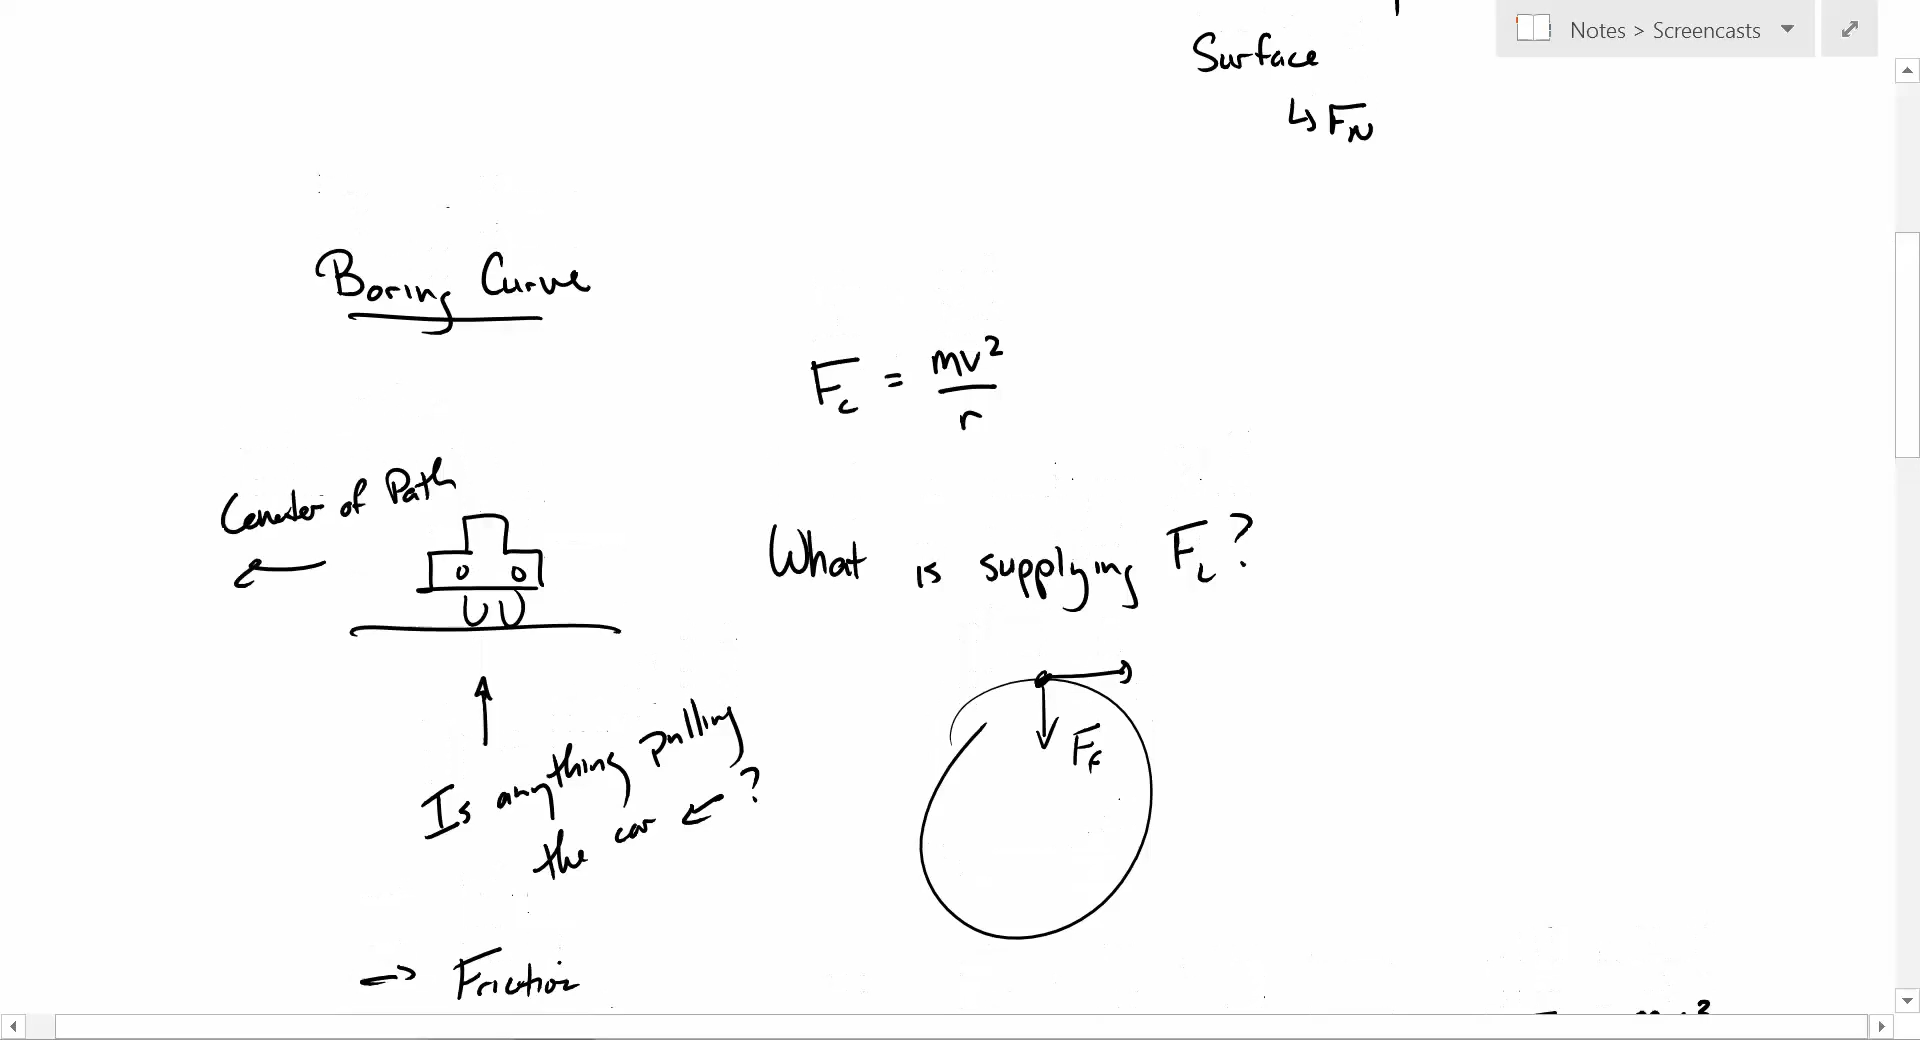 Notes > Screencasts
Surface
↳ F_N
Boring Curve
F_c = mv²/r
Center of Path
←
What is supplying F_c?
F_f
Is anything pulling
the car ← ?
→ Friction